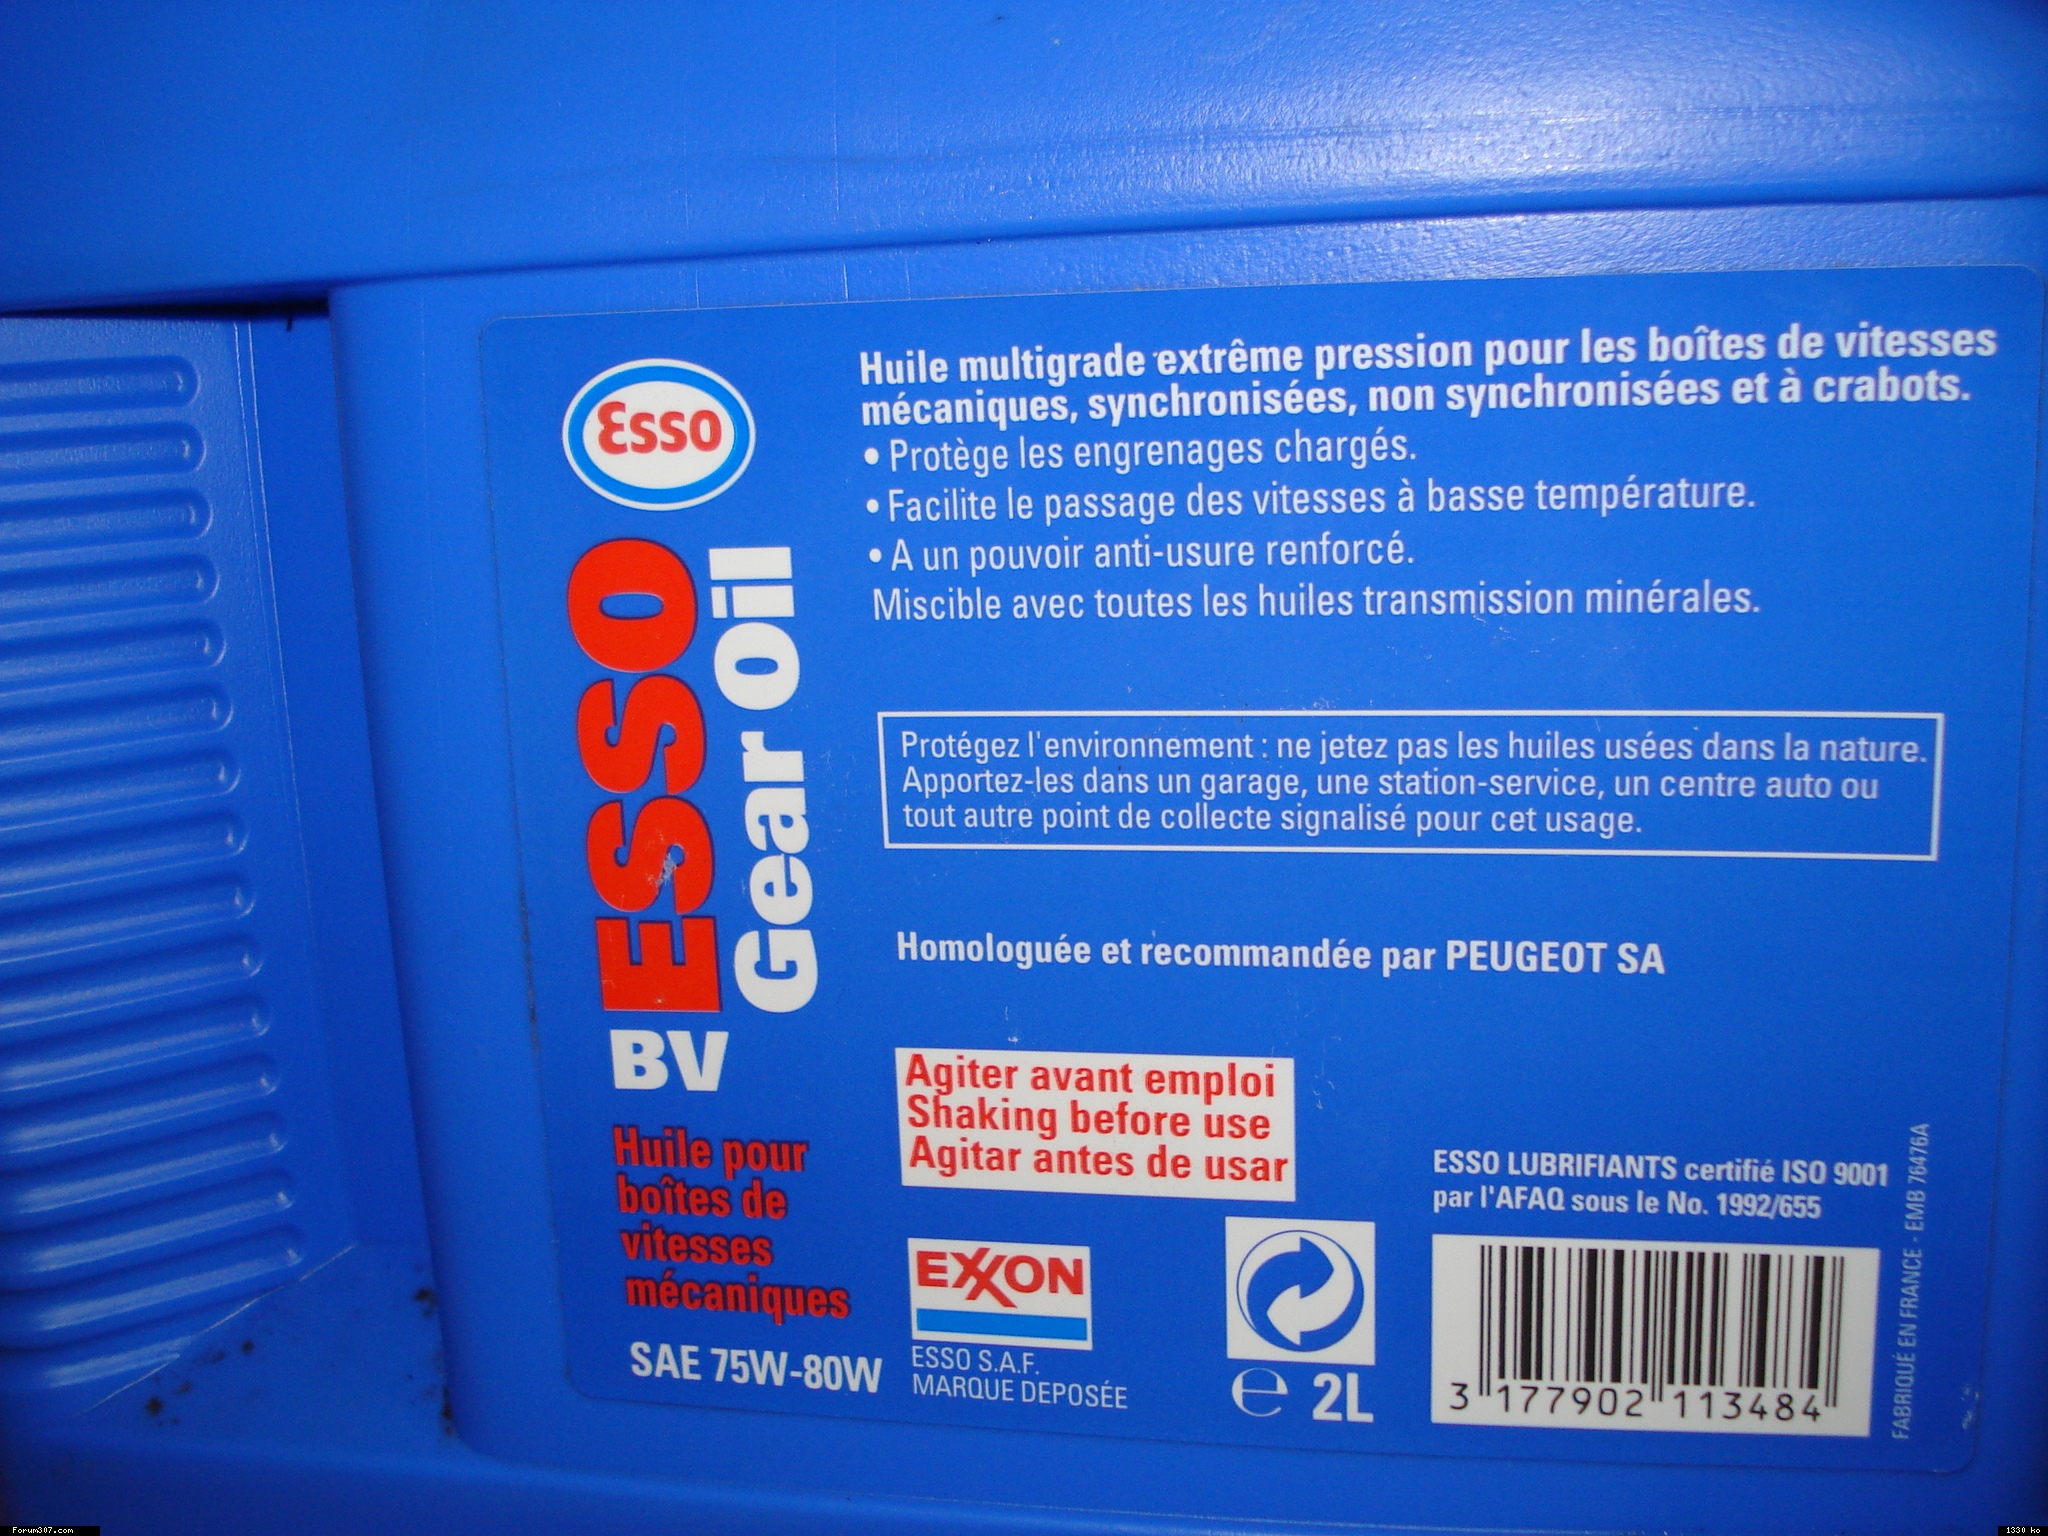 Esso
ESSO
Gear Oil
BV
Huile pour
boîtes de
vitesses
mécaniques
SAE 75W-80W
Huile multigrade extrême pression pour les boîtes de vitesses
mécaniques, synchronisées, non synchronisées et à crabots.
• Protège les engrenages chargés.
• Facilite le passage des vitesses à basse température.
• A un pouvoir anti-usure renforcé.
Miscible avec toutes les huiles transmission minérales.
Protégez l'environnement : ne jetez pas les huiles usées dans la nature.
Apportez-les dans un garage, une station-service, un centre auto ou
tout autre point de collecte signalisé pour cet usage.
Homologuée et recommandée par PEUGEOT SA
Agiter avant emploi
Shaking before use
Agitar antes de usar
EXXON
ESSO S.A.F.
MARQUE DEPOSÉE
e 2L
ESSO LUBRIFIANTS certifié ISO 9001
par l'AFAQ sous le No. 1992/655
3 177902 113484
FABRIQUÉ EN FRANCE - EMB 76476A
Forum307.com
1330 ko